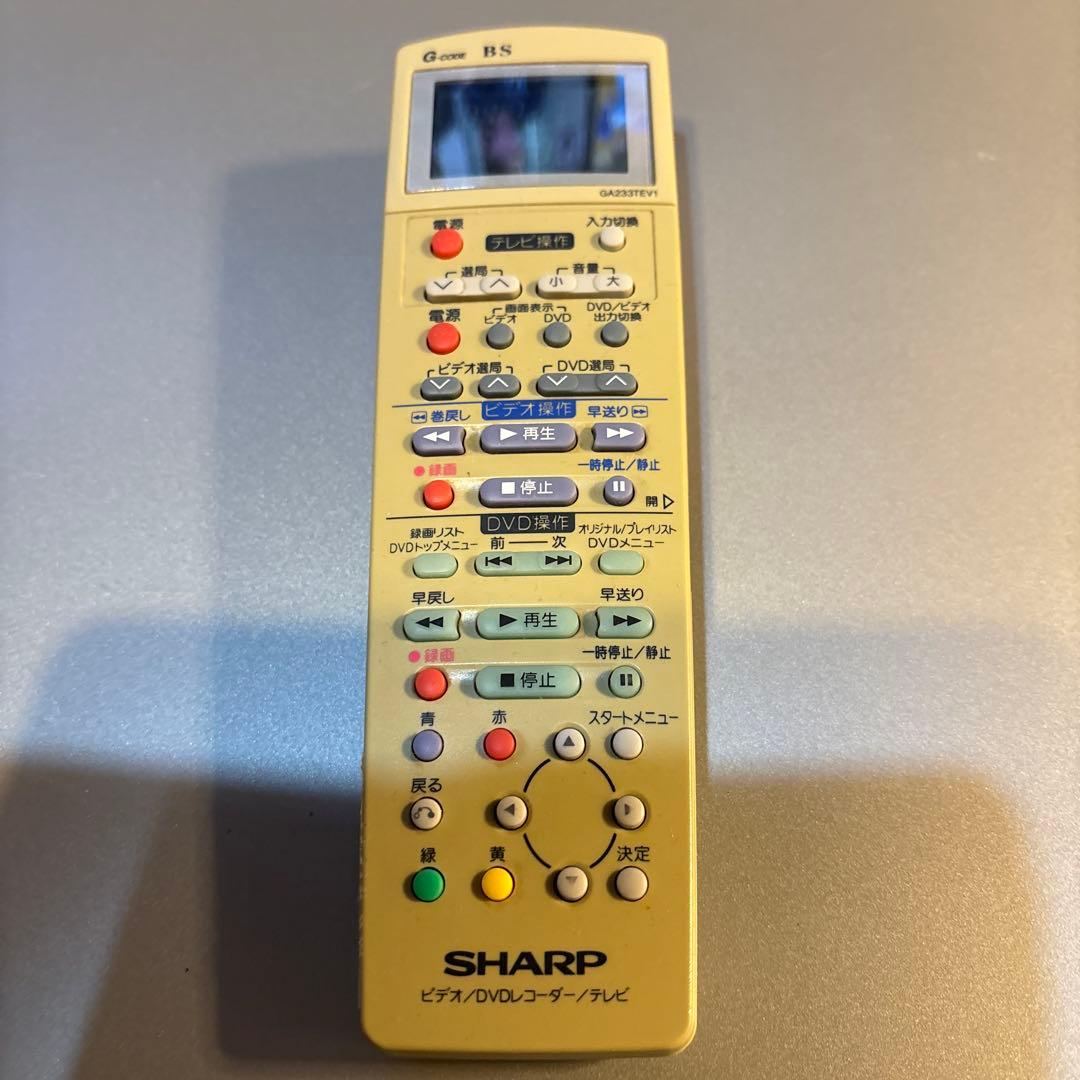 G-CODE BS
GA233TEV1
電源 テレビ操作 入力切換
選局 音量
小 大
電源 画面表示 DVD/ビデオ
ビデオ DVD 出力切換
ビデオ選局 DVD選局
巻戻し ビデオ操作 早送り
再生
録画 一時停止/静止
停止
開
DVD操作
録画リスト オリジナル/プレイリスト
DVDトップメニュー 前 次 DVDメニュー
早戻し 早送り
再生
録画 一時停止/静止
停止
青 赤 スタートメニュー
戻る
緑 黄 決定
SHARP
ビデオ/DVDレコーダー/テレビ